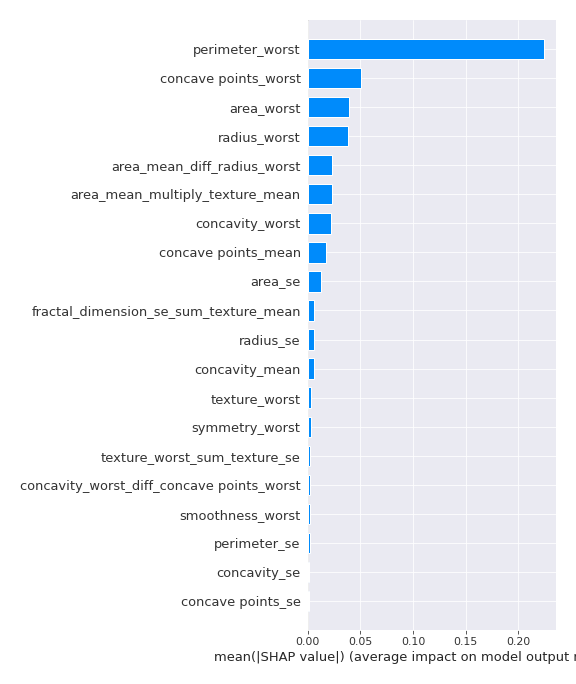 perimeter_worst
concave points_worst
area_worst
radius_worst
area_mean_diff_radius_worst
area_mean_multiply_texture_mean
concavity_worst
concave points_mean
area_se
fractal_dimension_se_sum_texture_mean
radius_se
concavity_mean
texture_worst
symmetry_worst
texture_worst_sum_texture_se
concavity_worst_diff_concave points_worst
smoothness_worst
perimeter_se
concavity_se
concave points_se
0.00 0.05 0.10 0.15 0.20
mean(|SHAP value|) (average impact on model output